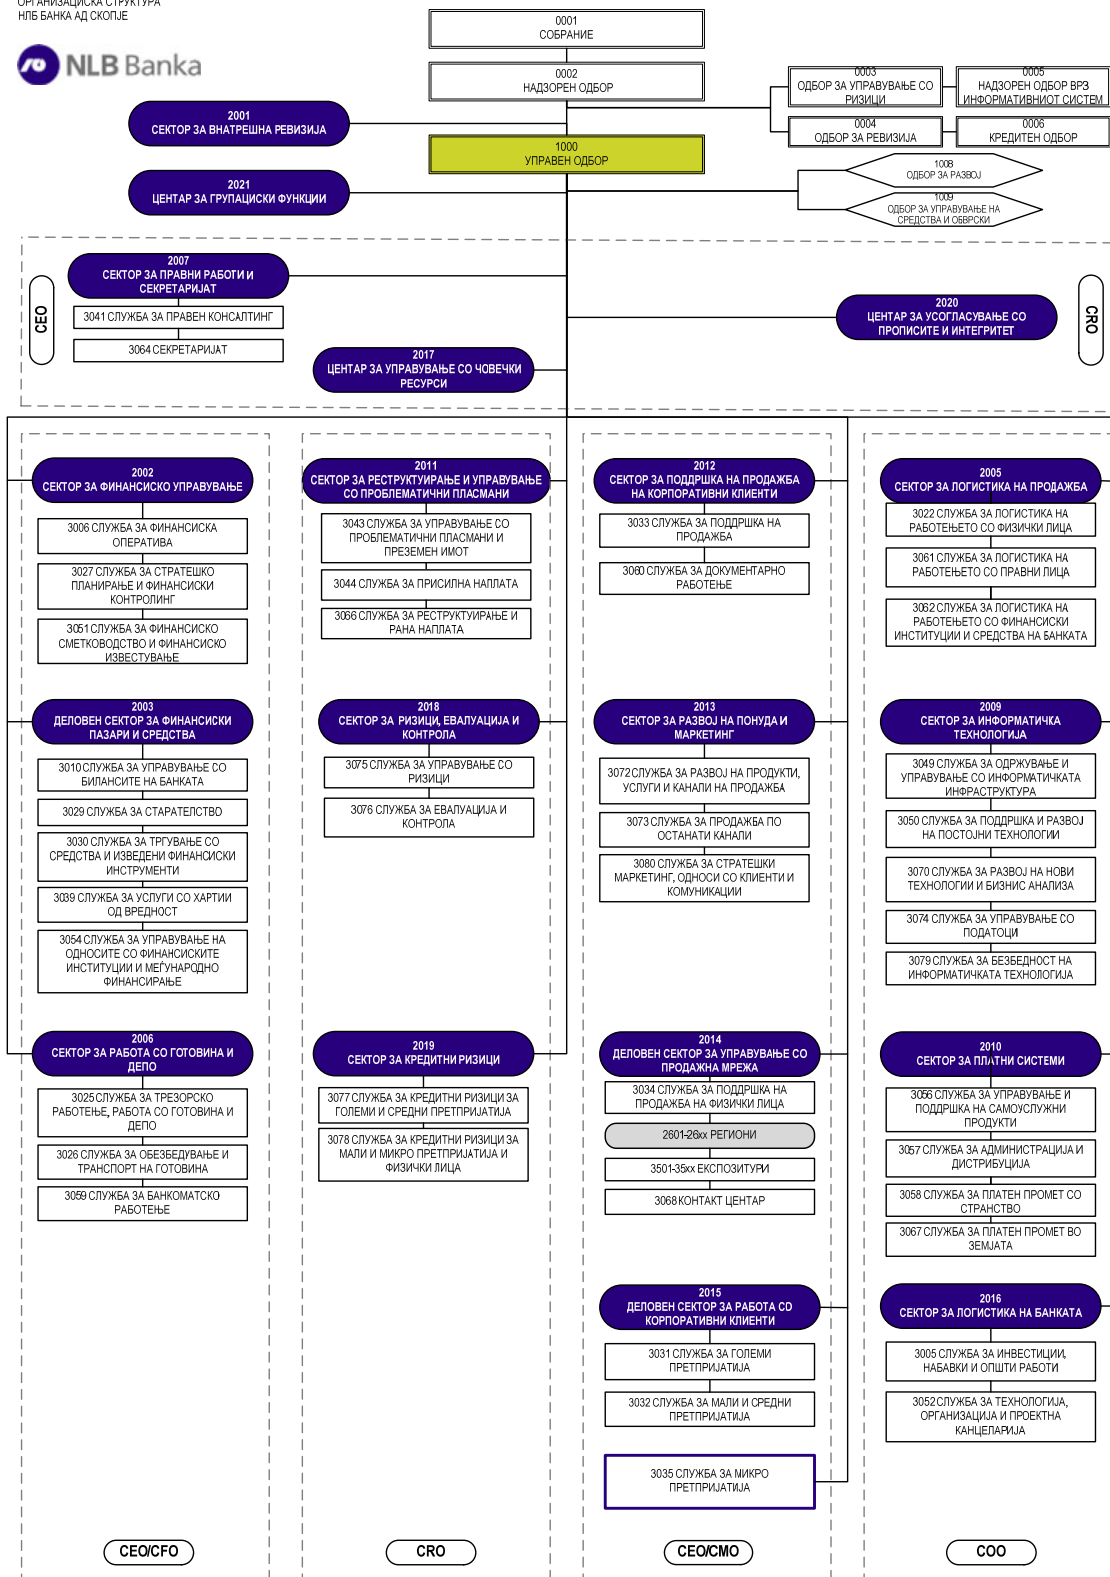 ОРГАНИЗАЦИСКА СТРУКТУРА
НЛБ БАНКА АД СКОПЈЕ
NLB Banka
0001
СОБРАНИЕ
0002
НАДЗОРЕН ОДБОР
0003
ОДБОР ЗА УПРАВУВАЊЕ СО
РИЗИЦИ
0005
НАДЗОРЕН ОДБОР ВРЗ
ИНФОРМАТИВНИОТ СИСТЕМ
2001
СЕКТОР ЗА ВНАТРЕШНА РЕВИЗИЈА
0004
ОДБОР ЗА РЕВИЗИЈА
0006
КРЕДИТЕН ОДБОР
1000
УПРАВЕН ОДБОР
1008
ОДБОР ЗА РАЗВОЈ
2021
ЦЕНТАР ЗА ГРУПАЦИСКИ ФУНКЦИИ
1009
ОДБОР ЗА УПРАВУВАЊЕ НА
СРЕДСТВА И ОБВРСКИ
CEO
2007
СЕКТОР ЗА ПРАВНИ РАБОТИ И
СЕКРЕТАРИЈАТ
3041 СЛУЖБА ЗА ПРАВЕН КОНСАЛТИНГ
3064 СЕКРЕТАРИЈАТ
2020
ЦЕНТАР ЗА УСОГЛАСУВАЊЕ СО
ПРОПИСИТЕ И ИНТЕГРИТЕТ
CRO
2017
ЦЕНТАР ЗА УПРАВУВАЊЕ СО ЧОВЕЧКИ
РЕСУРСИ
2002
СЕКТОР ЗА ФИНАНСИСКО УПРАВУВАЊЕ
3006 СЛУЖБА ЗА ФИНАНСИСКА
ОПЕРАТИВА
3027 СЛУЖБА ЗА СТРАТЕШКО
ПЛАНИРАЊЕ И ФИНАНСИСКИ
КОНТРОЛИНГ
3051 СЛУЖБА ЗА ФИНАНСИСКО
СМЕТКОВОДСТВО И ФИНАНСИСКО
ИЗВЕСТУВАЊЕ
2003
ДЕЛОВЕН СЕКТОР ЗА ФИНАНСИСКИ
ПАЗАРИ И СРЕДСТВА
3010 СЛУЖБА ЗА УПРАВУВАЊЕ СО
БИЛАНСИТЕ НА БАНКАТА
3029 СЛУЖБА ЗА СТАРАТЕЛСТВО
3030 СЛУЖБА ЗА ТРГУВАЊЕ СО
СРЕДСТВА И ИЗВЕДЕНИ ФИНАНСИСКИ
ИНСТРУМЕНТИ
3039 СЛУЖБА ЗА УСЛУГИ СО ХАРТИИ
ОД ВРЕДНОСТ
3054 СЛУЖБА ЗА УПРАВУВАЊЕ НА
ОДНОСИТЕ СО ФИНАНСИСКИТЕ
ИНСТИТУЦИИ И МЕЃУНАРОДНО
ФИНАНСИРАЊЕ
2006
СЕКТОР ЗА РАБОТА СО ГОТОВИНА И
ДЕПО
3025 СЛУЖБА ЗА ТРЕЗОРСКО
РАБОТЕЊЕ, РАБОТА СО ГОТОВИНА И
ДЕПО
3026 СЛУЖБА ЗА ОБЕЗБЕДУВАЊЕ И
ТРАНСПОРТ НА ГОТОВИНА
3059 СЛУЖБА ЗА БАНКОМАТСКО
РАБОТЕЊЕ
CEO/CFO
2011
СЕКТОР ЗА РЕСТРУКТУИРАЊЕ И УПРАВУВАЊЕ
СО ПРОБЛЕМАТИЧНИ ПЛАСМАНИ
3043 СЛУЖБА ЗА УПРАВУВАЊЕ СО
ПРОБЛЕМАТИЧНИ ПЛАСМАНИ И
ПРЕЗЕМЕН ИМОТ
3044 СЛУЖБА ЗА ПРИСИЛНА НАПЛАТА
3066 СЛУЖБА ЗА РЕСТРУКТУИРАЊЕ И
РАНА НАПЛАТА
2018
СЕКТОР ЗА РИЗИЦИ, ЕВАЛУАЦИЈА И
КОНТРОЛА
3075 СЛУЖБА ЗА УПРАВУВАЊЕ СО
РИЗИЦИ
3076 СЛУЖБА ЗА ЕВАЛУАЦИЈА И
КОНТРОЛА
2019
СЕКТОР ЗА КРЕДИТНИ РИЗИЦИ
3077 СЛУЖБА ЗА КРЕДИТНИ РИЗИЦИ ЗА
ГОЛЕМИ И СРЕДНИ ПРЕТПРИЈАТИЈА
3078 СЛУЖБА ЗА КРЕДИТНИ РИЗИЦИ ЗА
МАЛИ И МИКРО ПРЕТПРИЈАТИЈА И
ФИЗИЧКИ ЛИЦА
CRO
2012
СЕКТОР ЗА ПОДДРШКА НА ПРОДАЖБА
НА КОРПОРАТИВНИ КЛИЕНТИ
3033 СЛУЖБА ЗА ПОДДРШКА НА
ПРОДАЖБА
3060 СЛУЖБА ЗА ДОКУМЕНТАРНО
РАБОТЕЊЕ
2013
СЕКТОР ЗА РАЗВОЈ НА ПОНУДА И
МАРКЕТИНГ
3072 СЛУЖБА ЗА РАЗВОЈ НА ПРОДУКТИ,
УСЛУГИ И КАНАЛИ НА ПРОДАЖБА
3073 СЛУЖБА ЗА ПРОДАЖБА ПО
ОСТАНАТИ КАНАЛИ
3080 СЛУЖБА ЗА СТРАТЕШКИ
МАРКЕТИНГ, ОДНОСИ СО КЛИЕНТИ И
КОМУНИКАЦИИ
2014
ДЕЛОВЕН СЕКТОР ЗА УПРАВУВАЊЕ СО
ПРОДАЖНА МРЕЖА
3034 СЛУЖБА ЗА ПОДДРШКА НА
ПРОДАЖБА НА ФИЗИЧКИ ЛИЦА
2601-26xx РЕГИОНИ
3501-35xx ЕКСПОЗИТУРИ
3068 КОНТАКТ ЦЕНТАР
2015
ДЕЛОВЕН СЕКТОР ЗА РАБОТА СО
КОРПОРАТИВНИ КЛИЕНТИ
3031 СЛУЖБА ЗА ГОЛЕМИ
ПРЕТПРИЈАТИЈА
3032 СЛУЖБА ЗА МАЛИ И СРЕДНИ
ПРЕТПРИЈАТИЈА
3035 СЛУЖБА ЗА МИКРО
ПРЕТПРИЈАТИЈА
CEO/CMO
2005
СЕКТОР ЗА ЛОГИСТИКА НА ПРОДАЖБА
3022 СЛУЖБА ЗА ЛОГИСТИКА НА
РАБОТЕЊЕТО СО ФИЗИЧКИ ЛИЦА
3061 СЛУЖБА ЗА ЛОГИСТИКА НА
РАБОТЕЊЕТО СО ПРАВНИ ЛИЦА
3062 СЛУЖБА ЗА ЛОГИСТИКА НА
РАБОТЕЊЕТО СО ФИНАНСИСКИ
ИНСТИТУЦИИ И СРЕДСТВА НА БАНКАТА
2009
СЕКТОР ЗА ИНФОРМАТИЧКА
ТЕХНОЛОГИЈА
3049 СЛУЖБА ЗА ОДРЖУВАЊЕ И
УПРАВУВАЊЕ СО ИНФОРМАТИЧКАТА
ИНФРАСТРУКТУРА
3050 СЛУЖБА ЗА ПОДДРШКА И РАЗВОЈ
НА ПОСТОЈНИ ТЕХНОЛОГИИ
3070 СЛУЖБА ЗА РАЗВОЈ НА НОВИ
ТЕХНОЛОГИИ И БИЗНИС АНАЛИЗА
3074 СЛУЖБА ЗА УПРАВУВАЊЕ СО
ПОДАТОЦИ
3079 СЛУЖБА ЗА БЕЗБЕДНОСТ НА
ИНФОРМАТИЧКАТА ТЕХНОЛОГИЈА
2010
СЕКТОР ЗА ПЛАТНИ СИСТЕМИ
3056 СЛУЖБА ЗА УПРАВУВАЊЕ И
ПОДДРШКА НА САМОУСЛУЖНИ
ПРОДУКТИ
3057 СЛУЖБА ЗА АДМИНИСТРАЦИЈА И
ДИСТРИБУЦИЈА
3058 СЛУЖБА ЗА ПЛАТЕН ПРОМЕТ СО
СТРАНСТВО
3067 СЛУЖБА ЗА ПЛАТЕН ПРОМЕТ ВО
ЗЕМЈАТА
2016
СЕКТОР ЗА ЛОГИСТИКА НА БАНКАТА
3005 СЛУЖБА ЗА ИНВЕСТИЦИИ,
НАБАВКИ И ОПШТИ РАБОТИ
3052 СЛУЖБА ЗА ТЕХНОЛОГИЈА,
ОРГАНИЗАЦИЈА И ПРОЕКТНА
КАНЦЕЛАРИЈА
COO